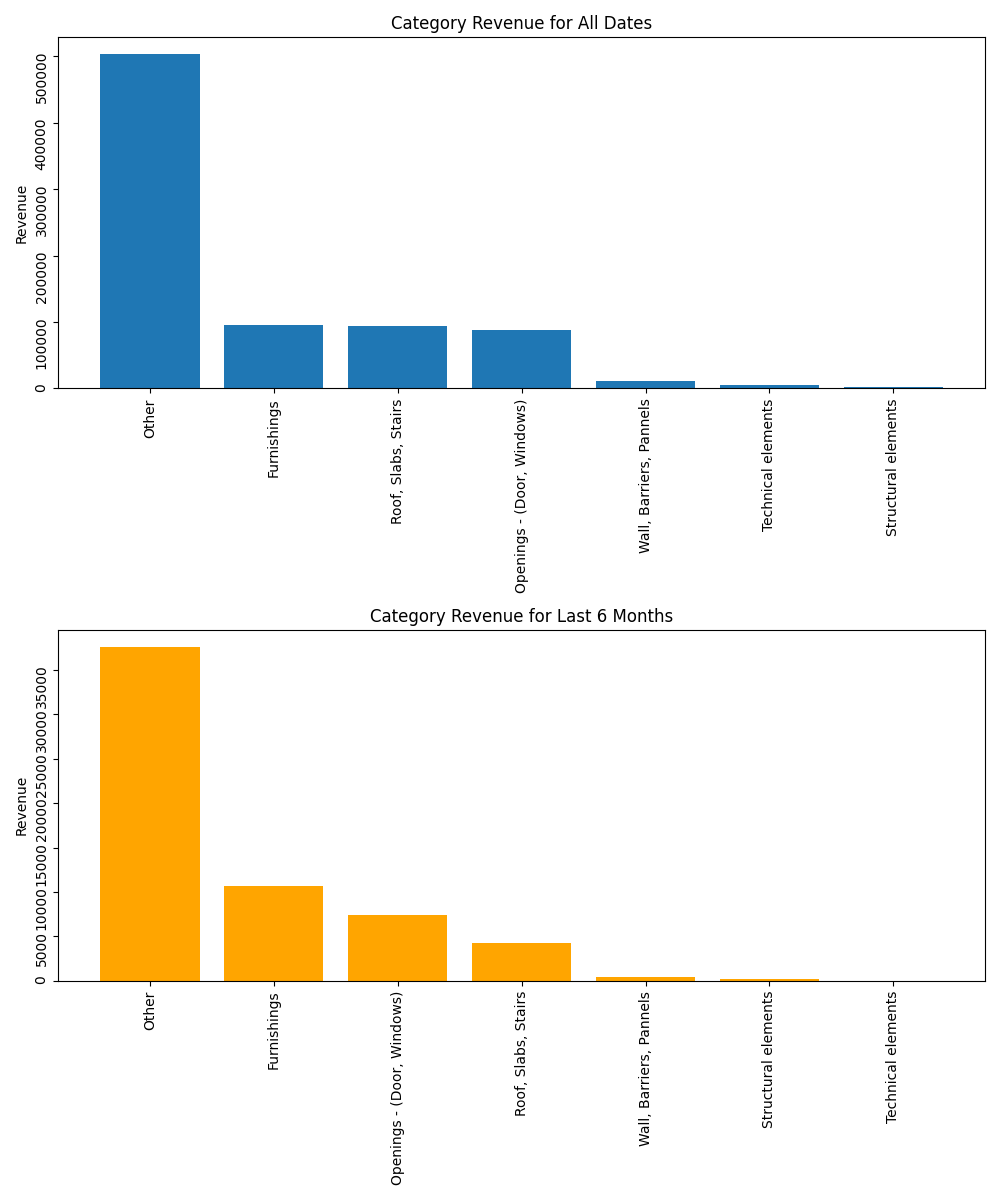 Category Revenue for All Dates
Revenue
500000
400000
300000
200000
100000
0
Other
Furnishings
Roof, Slabs, Stairs
Openings - (Door, Windows)
Wall, Barriers, Pannels
Technical elements
Structural elements
Category Revenue for Last 6 Months
Revenue
35000
30000
25000
20000
15000
10000
5000
0
Other
Furnishings
Openings - (Door, Windows)
Roof, Slabs, Stairs
Wall, Barriers, Pannels
Structural elements
Technical elements